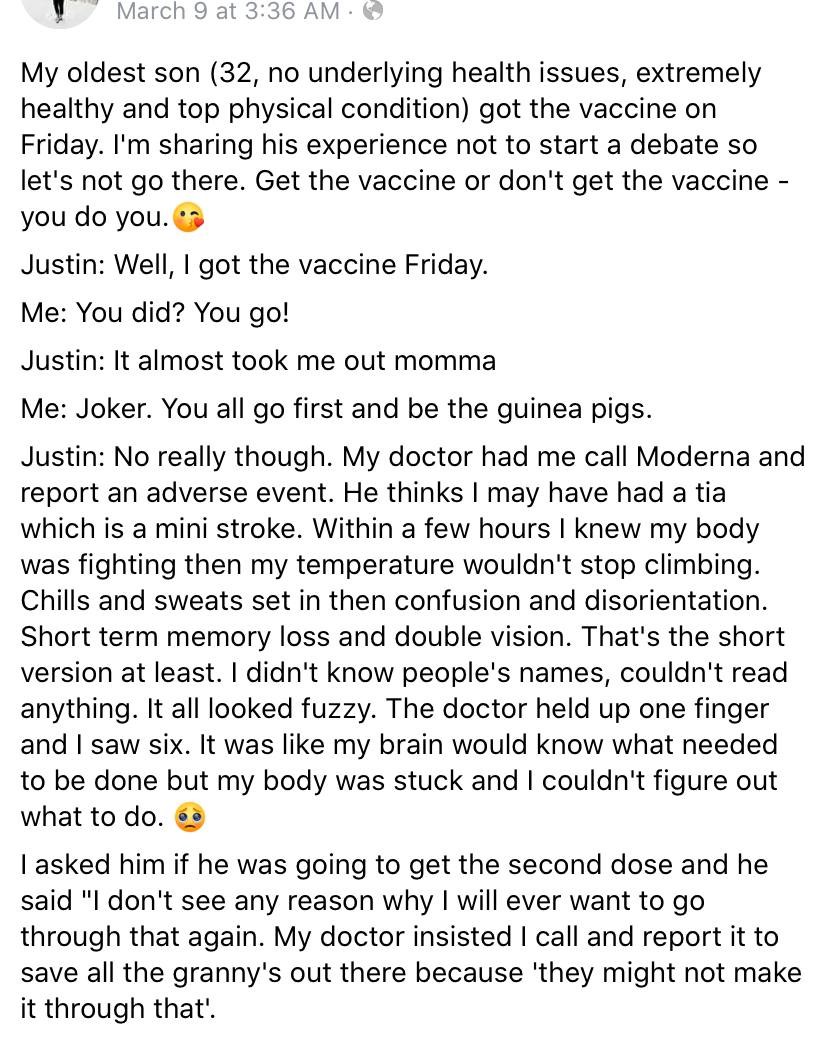 March 9 at 3:36 AM ·
My oldest son (32, no underlying health issues, extremely
healthy and top physical condition) got the vaccine on
Friday. I'm sharing his experience not to start a debate so
let's not go there. Get the vaccine or don't get the vaccine -
you do you.😘
Justin: Well, I got the vaccine Friday.
Me: You did? You go!
Justin: It almost took me out momma
Me: Joker. You all go first and be the guinea pigs.
Justin: No really though. My doctor had me call Moderna and
report an adverse event. He thinks I may have had a tia
which is a mini stroke. Within a few hours I knew my body
was fighting then my temperature wouldn't stop climbing.
Chills and sweats set in then confusion and disorientation.
Short term memory loss and double vision. That's the short
version at least. I didn't know people's names, couldn't read
anything. It all looked fuzzy. The doctor held up one finger
and I saw six. It was like my brain would know what needed
to be done but my body was stuck and I couldn't figure out
what to do. 🥺
I asked him if he was going to get the second dose and he
said "I don't see any reason why I will ever want to go
through that again. My doctor insisted I call and report it to
save all the granny's out there because 'they might not make
it through that'.